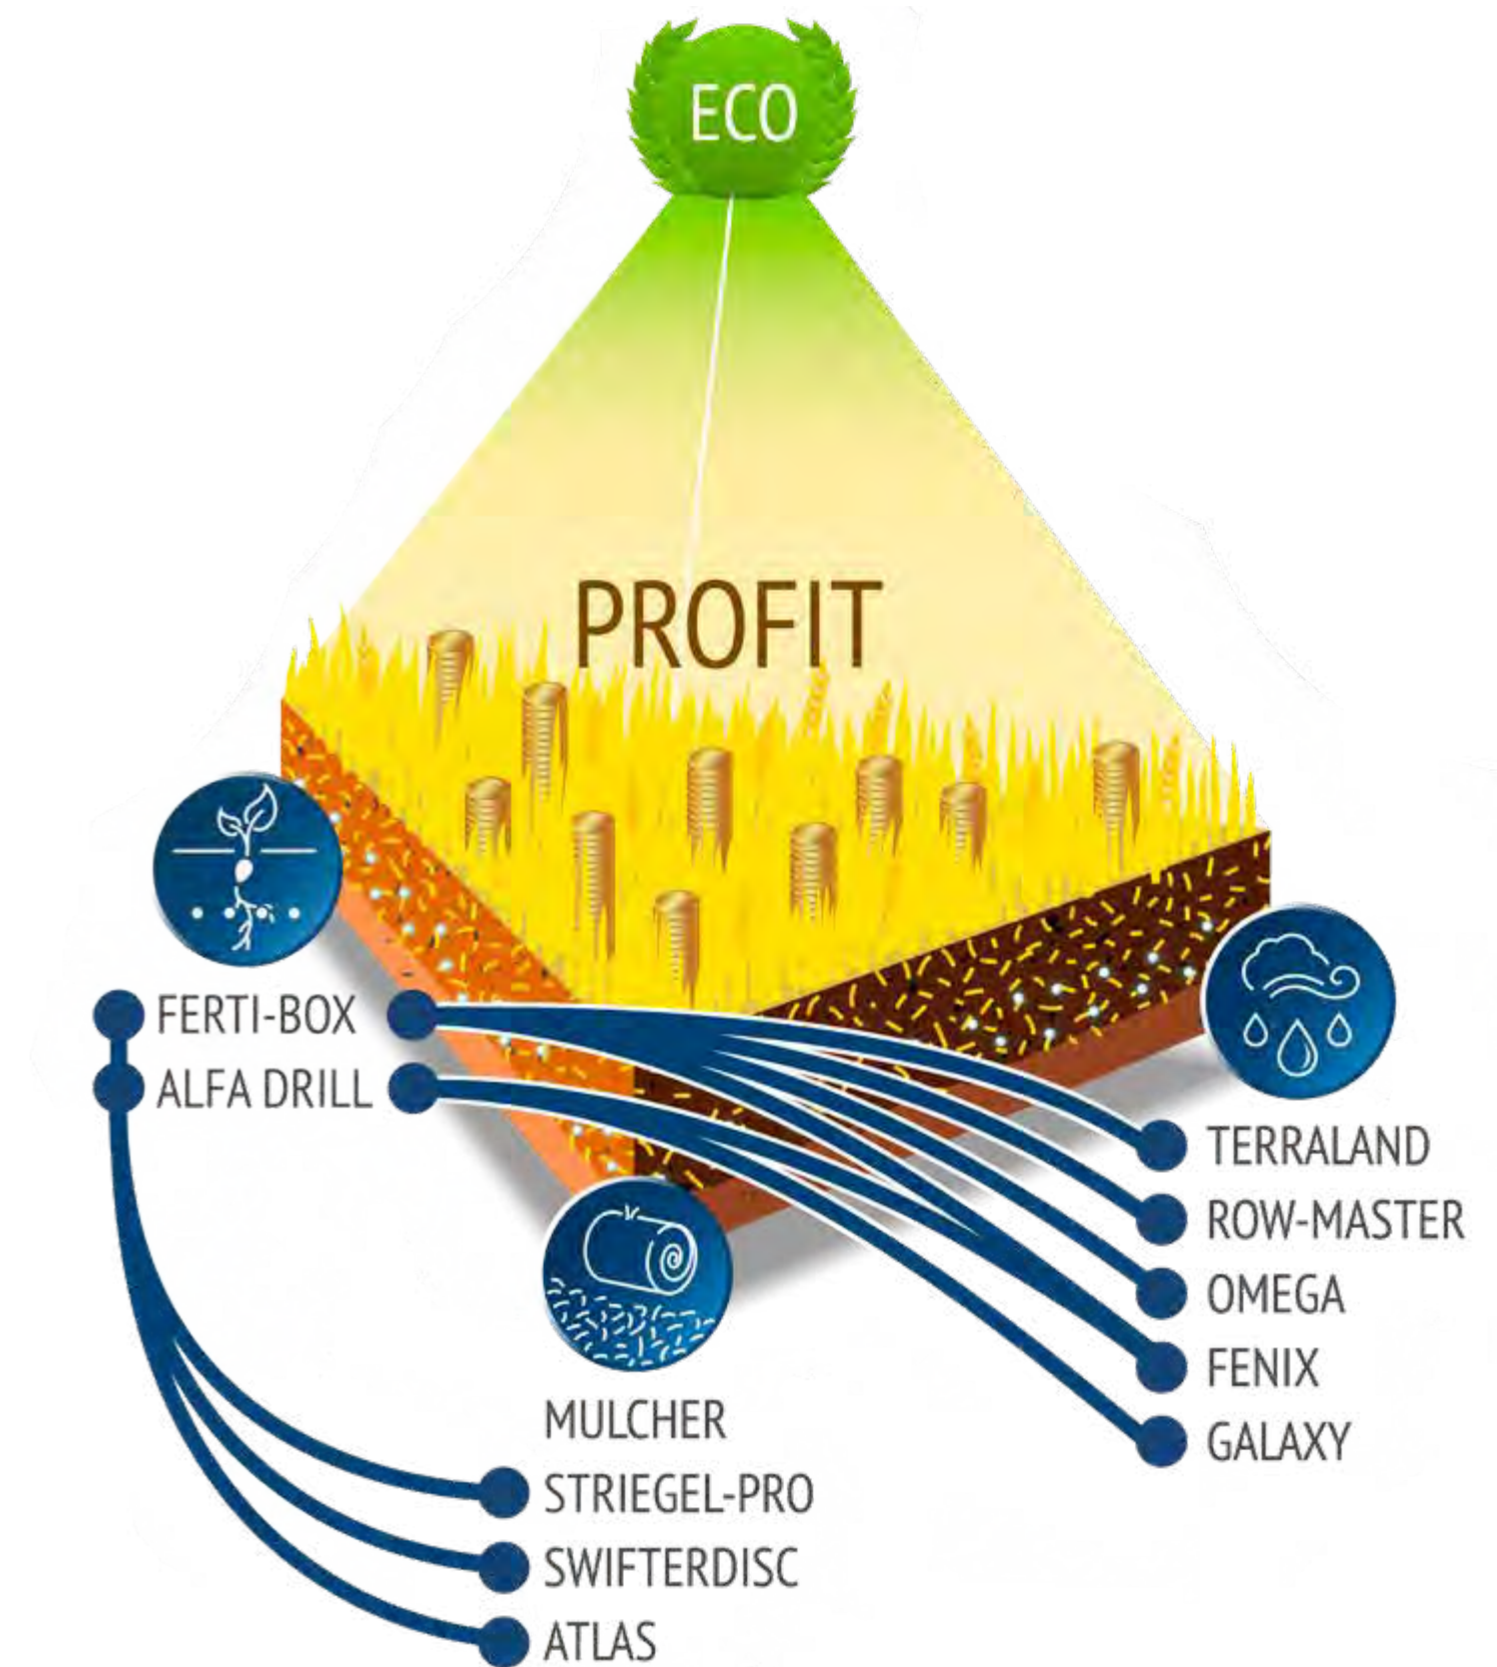 ECO
PROFIT
FERTI-BOX
ALFA DRILL
TERRALAND
ROW-MASTER
OMEGA
FENIX
GALAXY
MULCHER
STRIEGEL-PRO
SWIFTERDISC
ATLAS